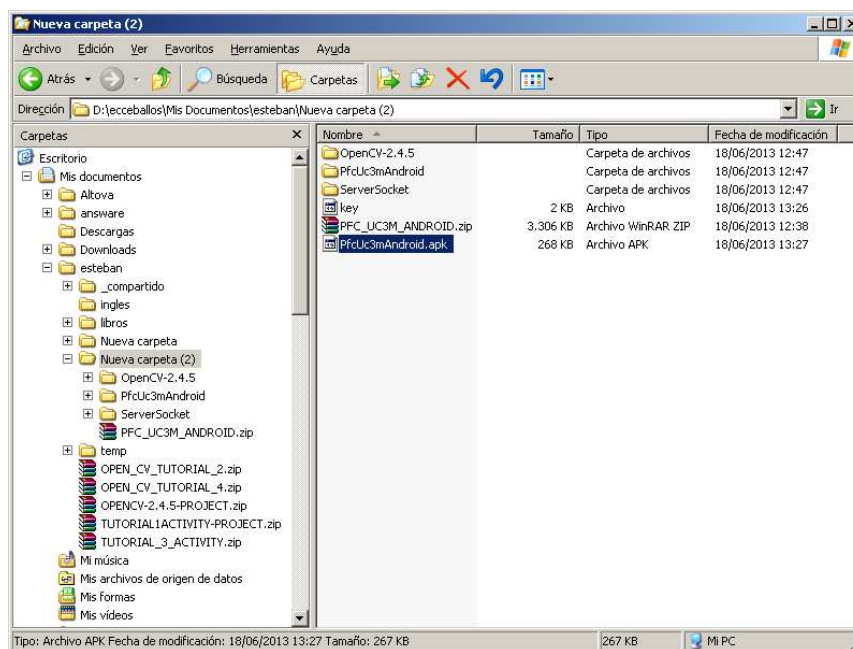 Nueva carpeta (2)
Archivo Edición Ver Favoritos Herramientas Ayuda
Atrás Búsqueda Carpetas
Dirección D:\ecceballos\Mis Documentos\esteban\Nueva carpeta (2) Ir
Carpetas
Nombre Tamaño Tipo Fecha de modificación
OpenCV-2.4.5 Carpeta de archivos 18/06/2013 12:47
PfcUc3mAndroid Carpeta de archivos 18/06/2013 12:47
ServerSocket Carpeta de archivos 18/06/2013 12:47
key 2 KB Archivo 18/06/2013 13:26
PFC_UC3M_ANDROID.zip 3.306 KB Archivo WinRAR ZIP 18/06/2013 12:38
PfcUc3mAndroid.apk 268 KB Archivo APK 18/06/2013 13:27
Escritorio
Mis documentos
Altova
answare
Descargas
Downloads
esteban
_compartido
ingles
libros
Nueva carpeta
Nueva carpeta (2)
OpenCV-2.4.5
PfcUc3mAndroid
ServerSocket
PFC_UC3M_ANDROID.zip
temp
OPEN_CV_TUTORIAL_2.zip
OPEN_CV_TUTORIAL_4.zip
OPENCV-2.4.5-PROJECT.zip
TUTORIAL1ACTIVITY-PROJECT.zip
TUTORIAL_3_ACTIVITY.zip
Mi música
Mis archivos de origen de datos
Mis formas
Mis vídeos
Tipo: Archivo APK Fecha de modificación: 18/06/2013 13:27 Tamaño: 267 KB 267 KB Mi PC